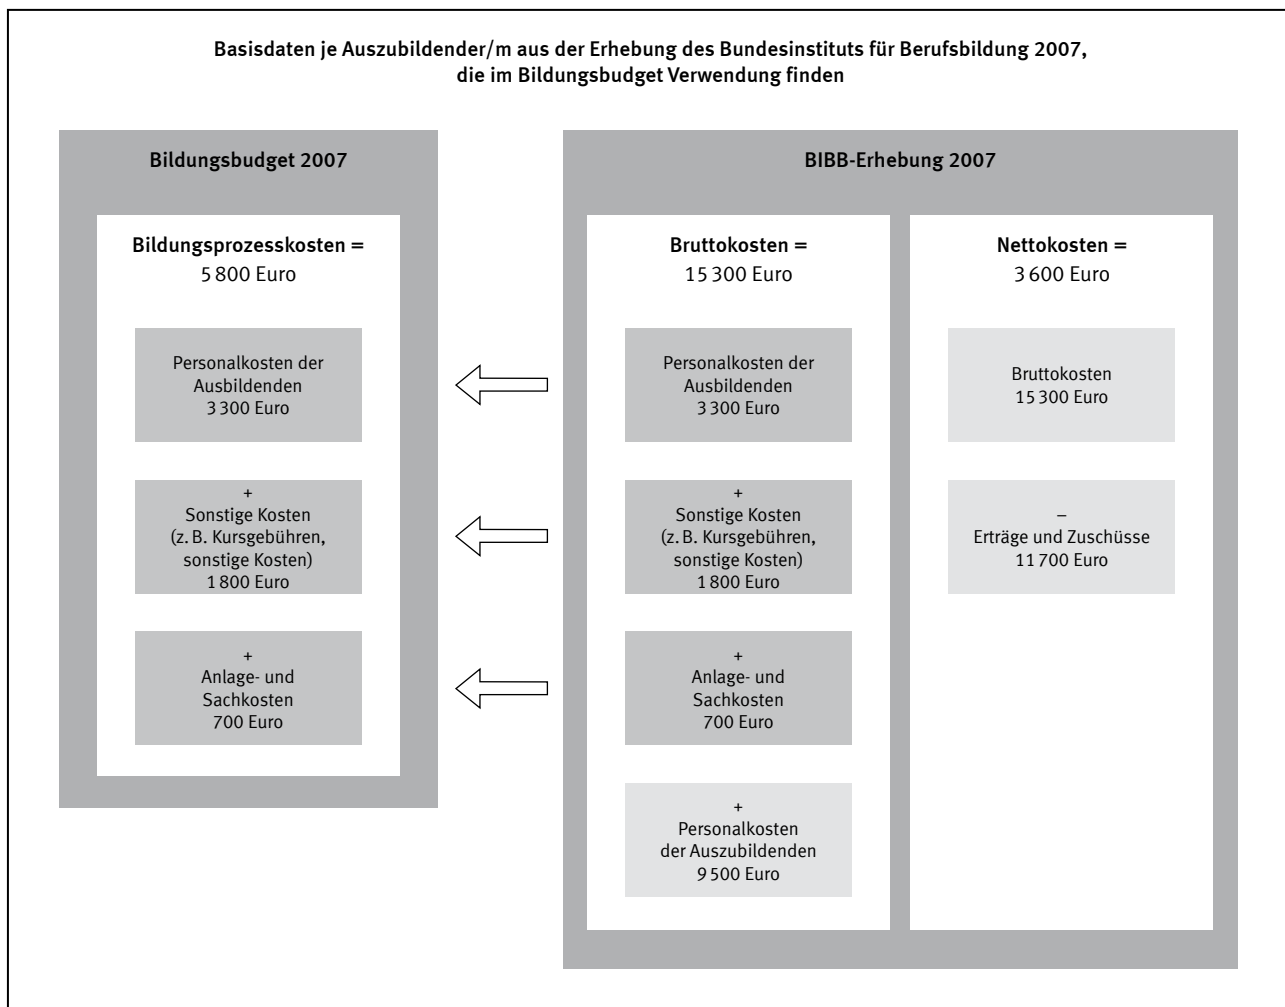 Basisdaten je Auszubildender/m aus der Erhebung des Bundesinstituts für Berufsbildung 2007,
die im Bildungsbudget Verwendung finden
Bildungsbudget 2007
Bildungsprozesskosten =
5 800 Euro
Personalkosten der
Ausbildenden
3 300 Euro
+
Sonstige Kosten
(z. B. Kursgebühren,
sonstige Kosten)
1 800 Euro
+
Anlage- und
Sachkosten
700 Euro
BIBB-Erhebung 2007
Bruttokosten =
15 300 Euro
Personalkosten der
Ausbildenden
3 300 Euro
+
Sonstige Kosten
(z. B. Kursgebühren,
sonstige Kosten)
1 800 Euro
+
Anlage- und
Sachkosten
700 Euro
+
Personalkosten
der Auszubildenden
9 500 Euro
Nettokosten =
3 600 Euro
Bruttokosten
15 300 Euro
–
Erträge und Zuschüsse
11 700 Euro